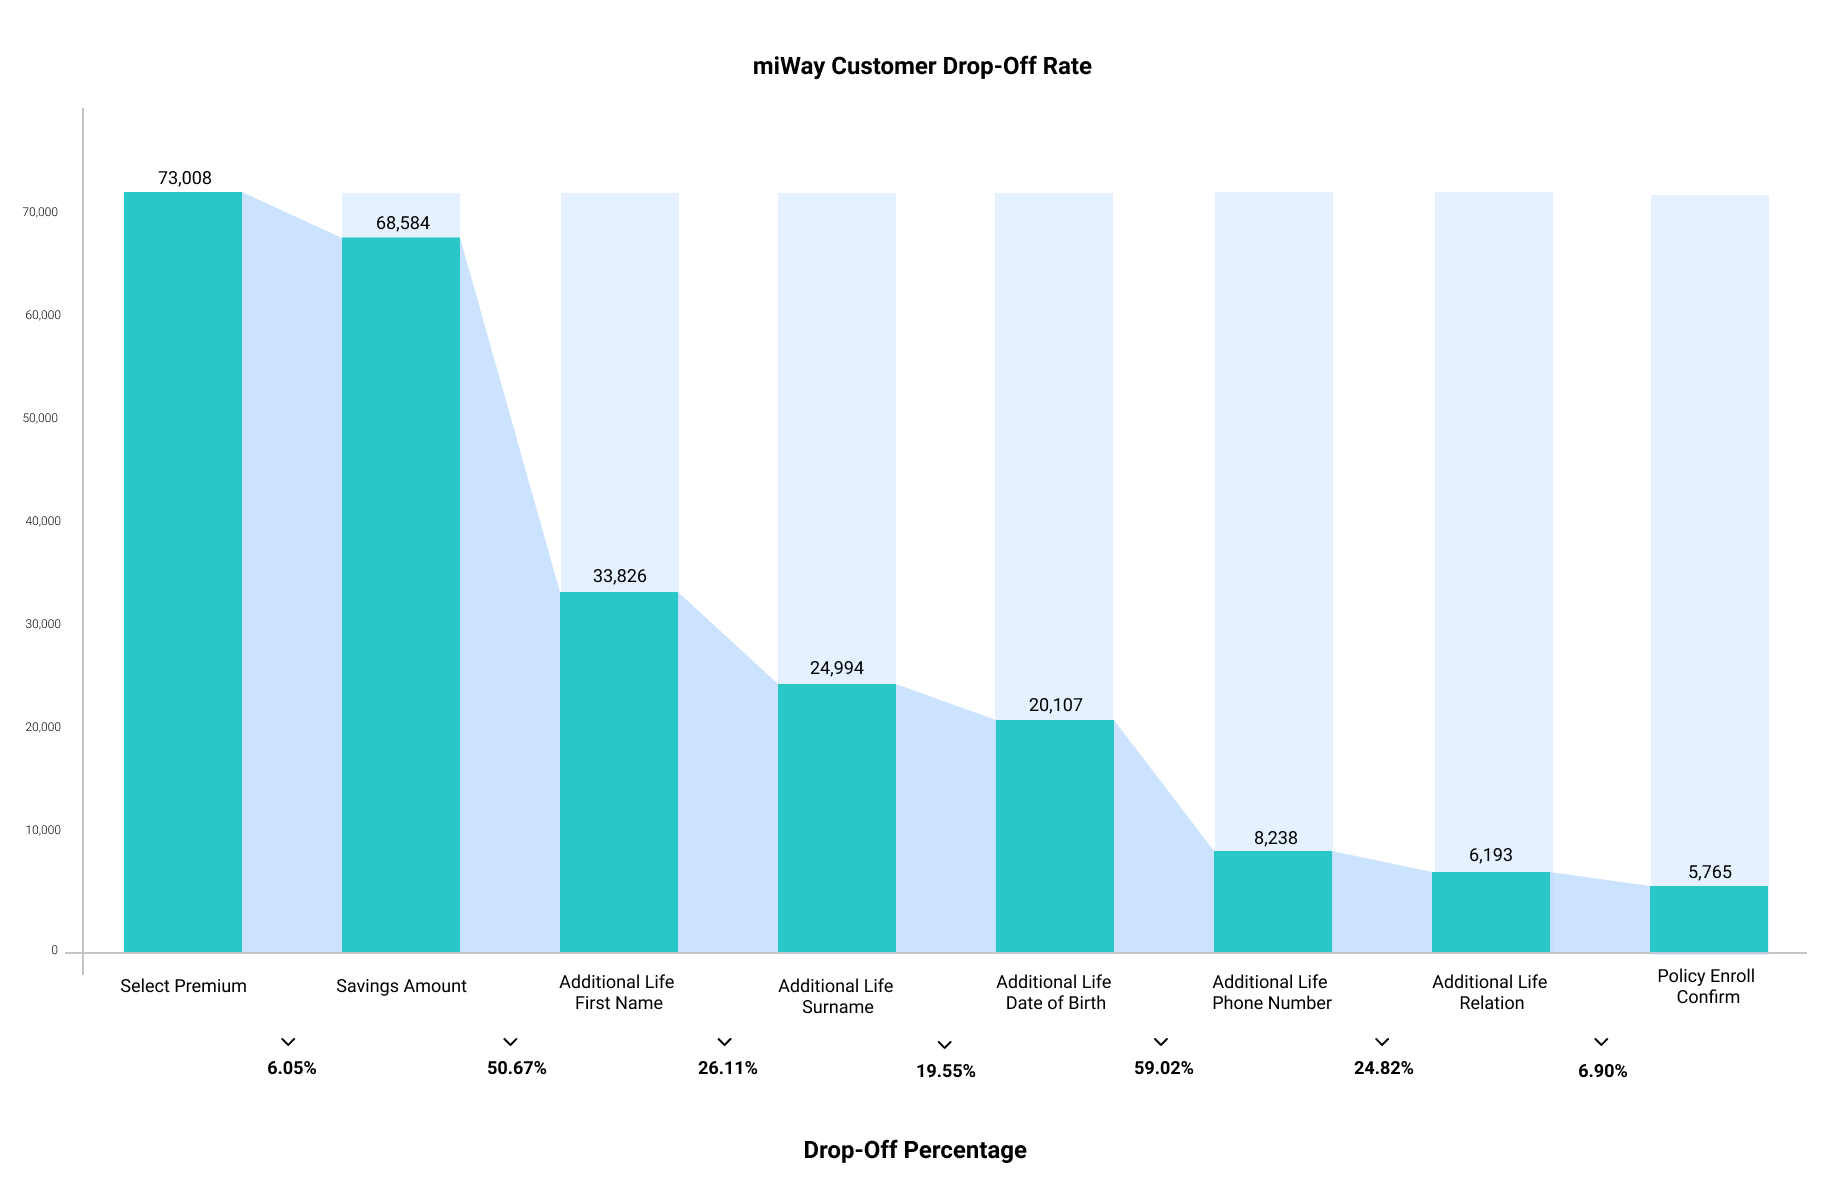 miWay Customer Drop-Off Rate
73,008
70,000
68,584
60,000
50,000
40,000
33,826
30,000
24,994
20,107
20,000
10,000
8,238
6,193
5,765
0
Select Premium
Savings Amount
Additional Life
First Name
Additional Life
Surname
Additional Life
Date of Birth
Additional Life
Phone Number
Additional Life
Relation
Policy Enroll
Confirm
6.05%
50.67%
26.11%
19.55%
59.02%
24.82%
6.90%
Drop-Off Percentage